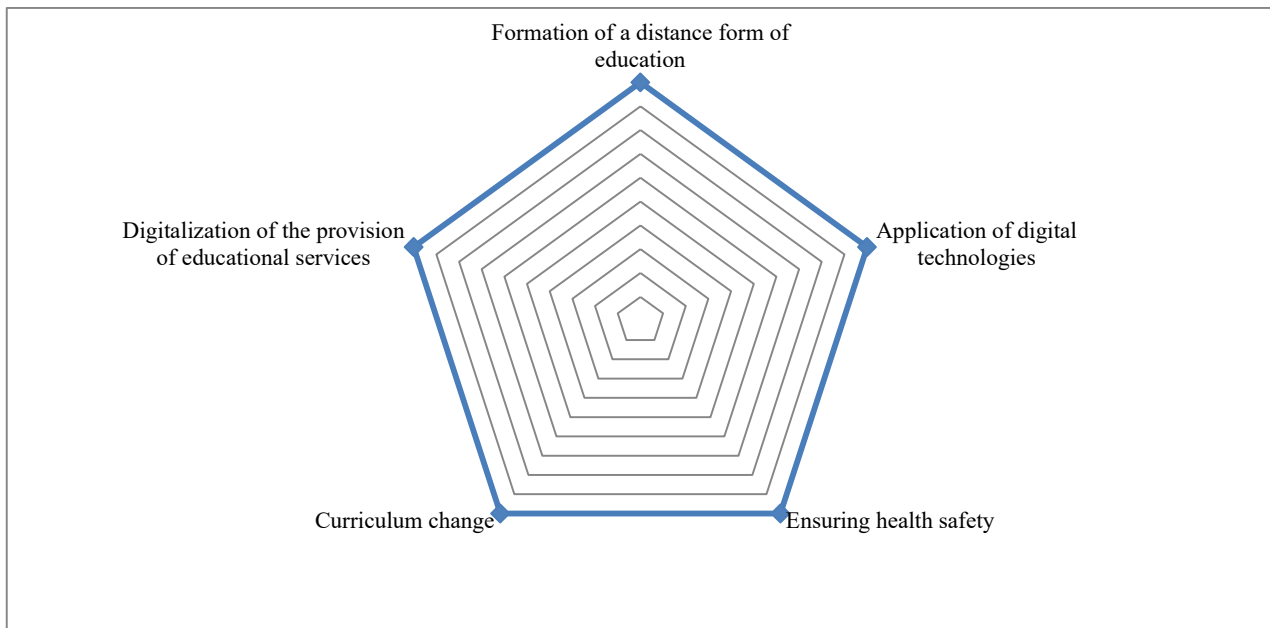 Formation of a distance form of
education
Digitalization of the provision
of educational services
Application of digital
technologies
Curriculum change
Ensuring health safety